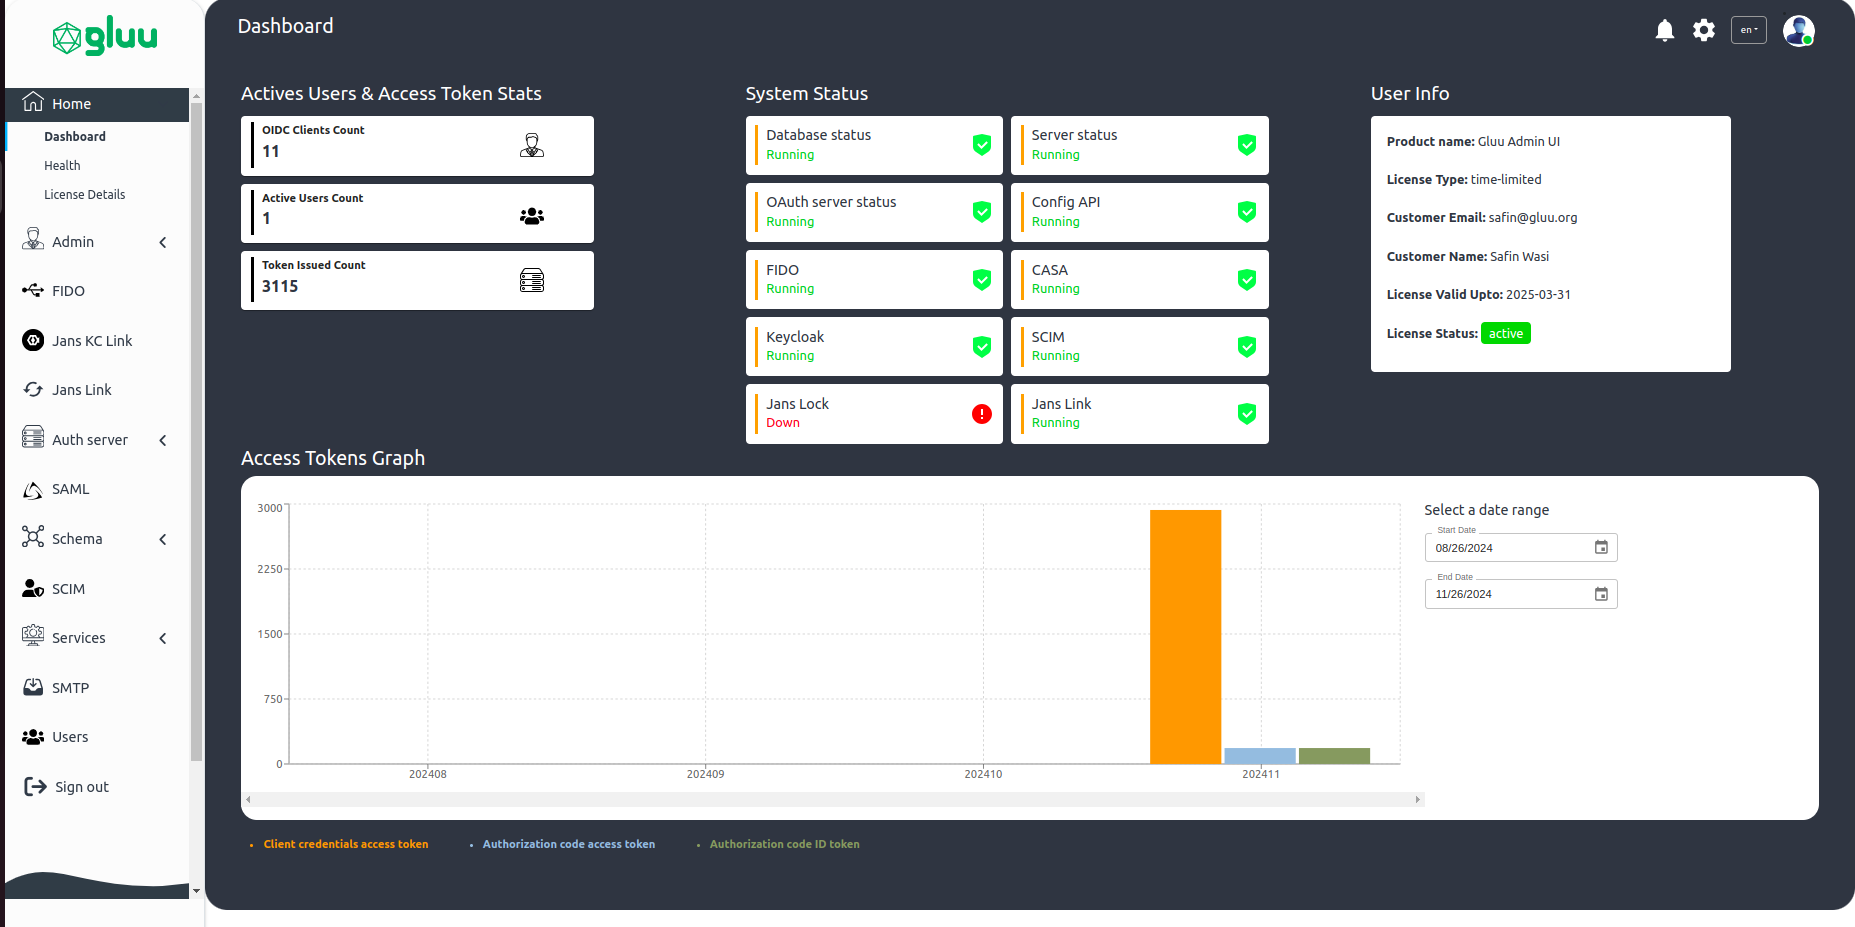 gluu
Dashboard
en
Home
Dashboard
Health
License Details
Admin
FIDO
Jans KC Link
Jans Link
Auth server
SAML
Schema
SCIM
Services
SMTP
Users
Sign out
Actives Users & Access Token Stats
OIDC Clients Count
11
Active Users Count
1
Token Issued Count
3115
System Status
Database status
Running
Server status
Running
OAuth server status
Running
Config API
Running
FIDO
Running
CASA
Running
Keycloak
Running
SCIM
Running
Jans Lock
Down
Jans Link
Running
User Info
Product name: Gluu Admin UI
License Type: time-limited
Customer Email: safin@gluu.org
Customer Name: Safin Wasi
License Valid Upto: 2025-03-31
License Status: active
Access Tokens Graph
3000
2250
1500
750
0
202408
202409
202410
202411
Select a date range
Start Date
08/26/2024
End Date
11/26/2024
Client credentials access token
Authorization code access token
Authorization code ID token